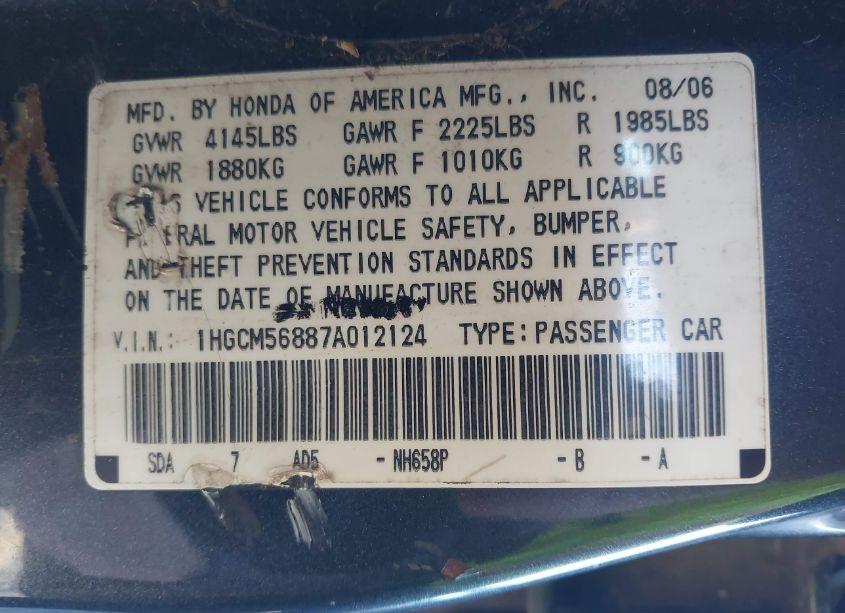 MFD. BY HONDA OF AMERICA MFG., INC. 08/06
GVWR 4145LBS GAWR F 2225LBS R 1985LBS
GVWR 1880KG GAWR F 1010KG R 900KG
VEHICLE CONFORMS TO ALL APPLICABLE
MOTOR VEHICLE SAFETY, BUMPER,
AND THEFT PREVENTION STANDARDS IN EFFECT
ON THE DATE OF MANUFACTURE SHOWN ABOVE.
V.I.N.: 1HGCM56887A012124 TYPE: PASSENGER CAR
SDA 7 AD5 - NH658P - B - A